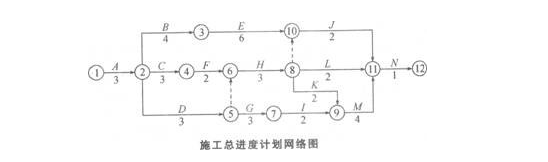 B E J
4 ③ 6 ⑩ 2
A C F H L N
① 3 ② 3 ④ 2 ⑥ 3 ⑧ 2 ⑪ 1 ⑫
K
2
D G I M
3 ⑤ 3 ⑦ 2 ⑨ 4
施工总进度计划网络图